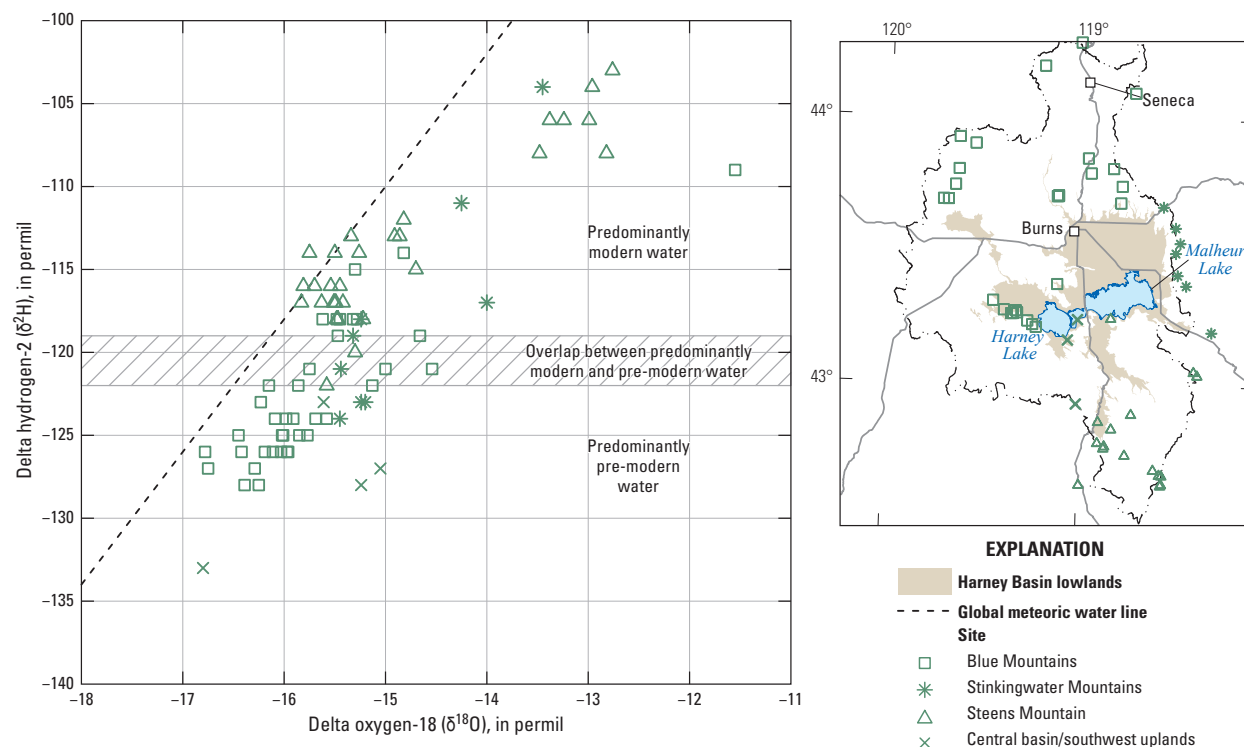 −100
−105
−110
−115
−120
−125
−130
−135
−140
Delta hydrogen-2 (δ²H), in permil
−18
−17
−16
−15
−14
−13
−12
−11
Delta oxygen-18 (δ¹⁸O), in permil
Predominantly
modern water
Overlap between predominantly
modern and pre-modern water
Predominantly
pre-modern
water
120°
119°
44°
43°
Seneca
Burns
Malheur
Lake
Harney
Lake
EXPLANATION
Harney Basin lowlands
Global meteoric water line
Site
Blue Mountains
Stinkingwater Mountains
Steens Mountain
Central basin/southwest uplands